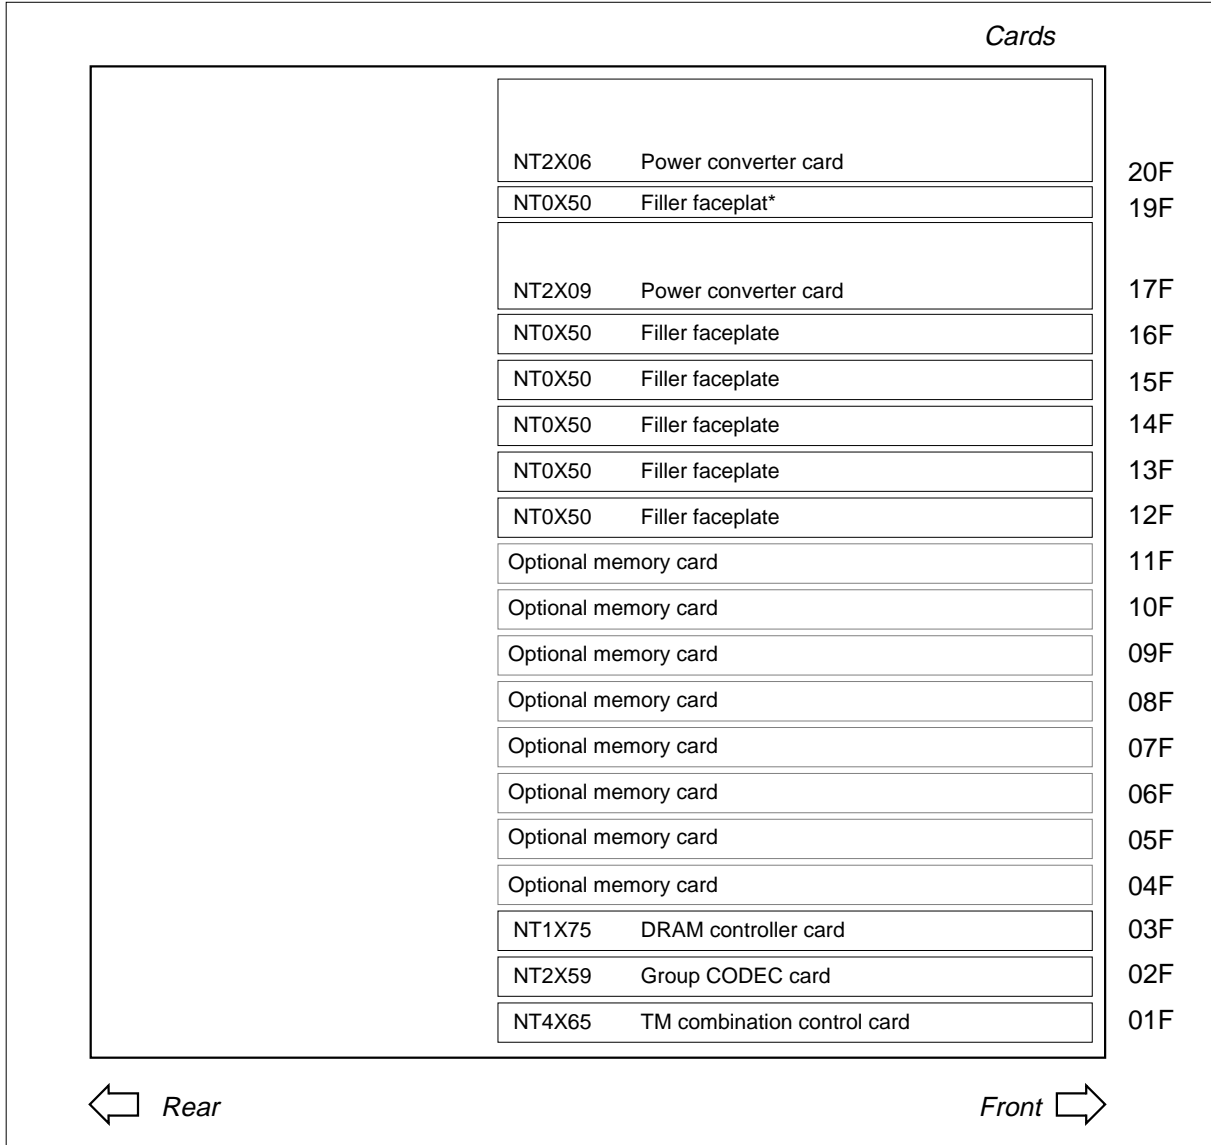 Cards
NT2X06 Power converter card 20F
NT0X50 Filler faceplat* 19F
NT2X09 Power converter card 17F
NT0X50 Filler faceplate 16F
NT0X50 Filler faceplate 15F
NT0X50 Filler faceplate 14F
NT0X50 Filler faceplate 13F
NT0X50 Filler faceplate 12F
Optional memory card 11F
Optional memory card 10F
Optional memory card 09F
Optional memory card 08F
Optional memory card 07F
Optional memory card 06F
Optional memory card 05F
Optional memory card 04F
NT1X75 DRAM controller card 03F
NT2X59 Group CODEC card 02F
NT4X65 TM combination control card 01F
Rear Front